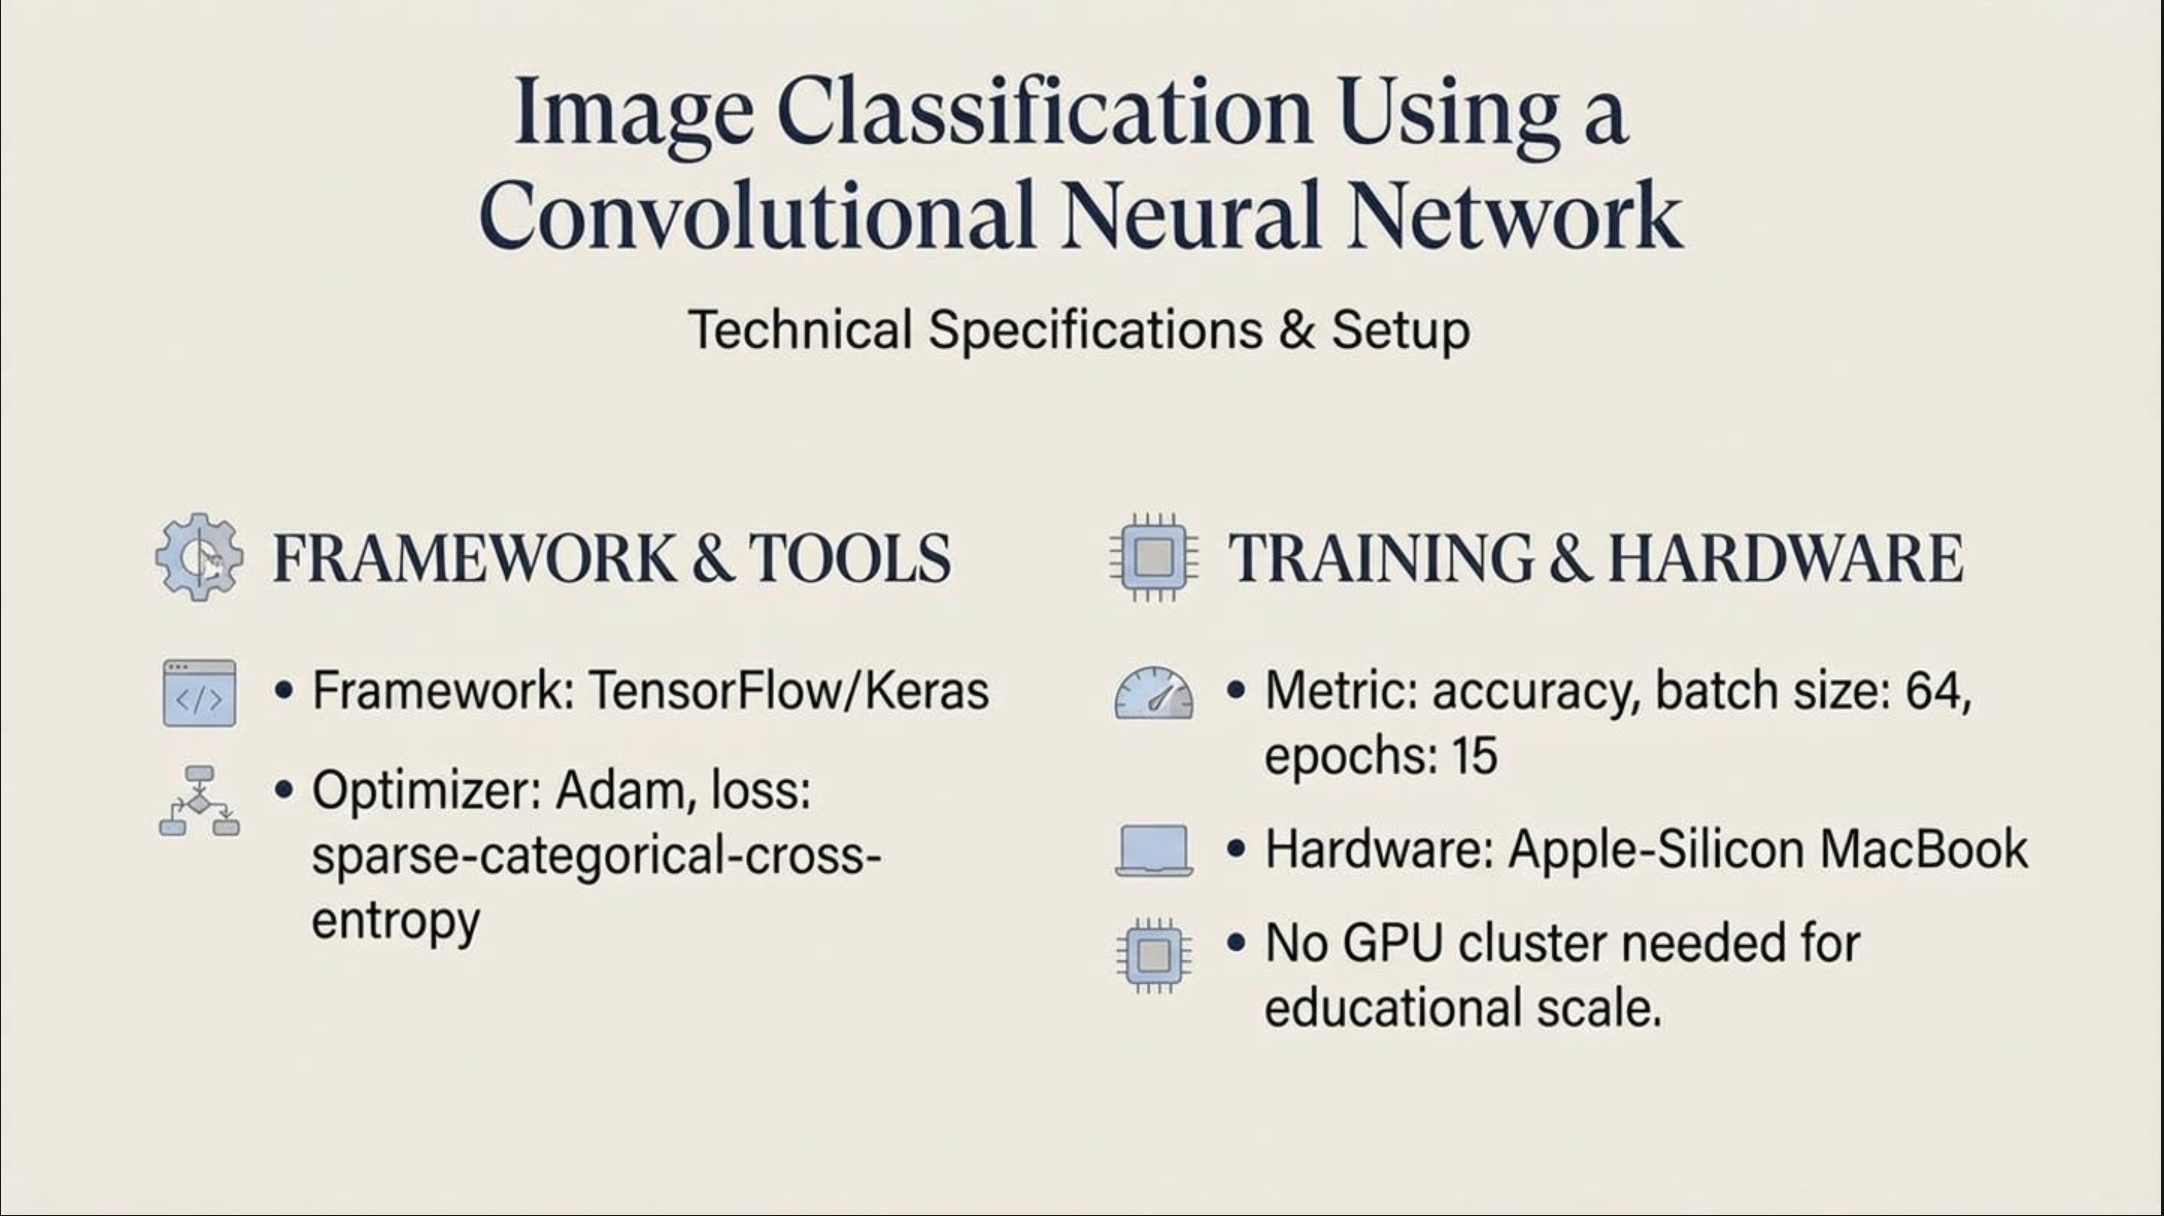 Image Classification Using a
Convolutional Neural Network
Technical Specifications & Setup
FRAMEWORK & TOOLS
• Framework: TensorFlow/Keras
• Optimizer: Adam, loss:
sparse-categorical-cross-
entropy
TRAINING & HARDWARE
• Metric: accuracy, batch size: 64,
epochs: 15
• Hardware: Apple-Silicon MacBook
• No GPU cluster needed for
educational scale.